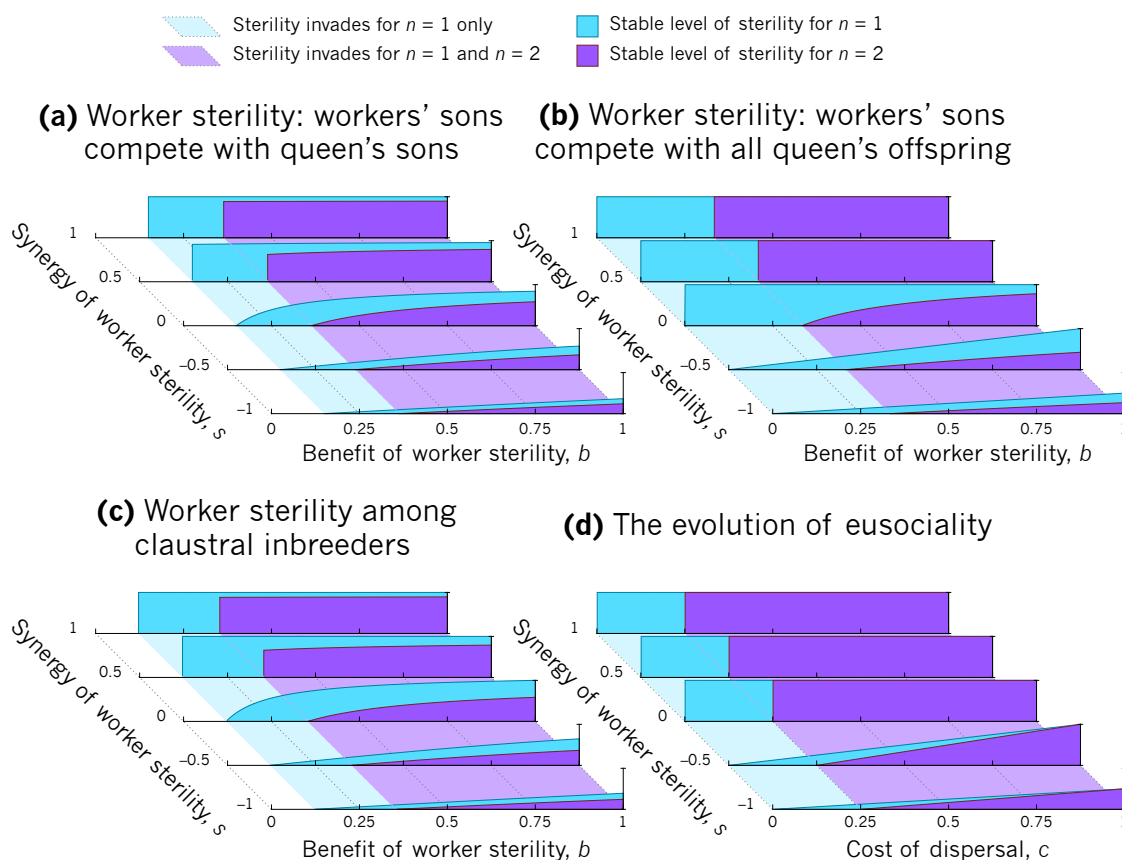 Sterility invades for n = 1 only
Stable level of sterility for n = 1
Sterility invades for n = 1 and n = 2
Stable level of sterility for n = 2
(a) Worker sterility: workers' sons
compete with queen's sons
1
0.5
0
−0.5
−1
Synergy of worker sterility, s
0 0.25 0.5 0.75 1
Benefit of worker sterility, b
(b) Worker sterility: workers' sons
compete with all queen's offspring
1
0.5
0
−0.5
−1
Synergy of worker sterility, s
0 0.25 0.5 0.75 1
Benefit of worker sterility, b
(c) Worker sterility among
claustral inbreeders
1
0.5
0
−0.5
−1
Synergy of worker sterility, s
0 0.25 0.5 0.75 1
Benefit of worker sterility, b
(d) The evolution of eusociality
1
0.5
0
−0.5
−1
Synergy of worker sterility, s
0 0.25 0.5 0.75 1
Cost of dispersal, c